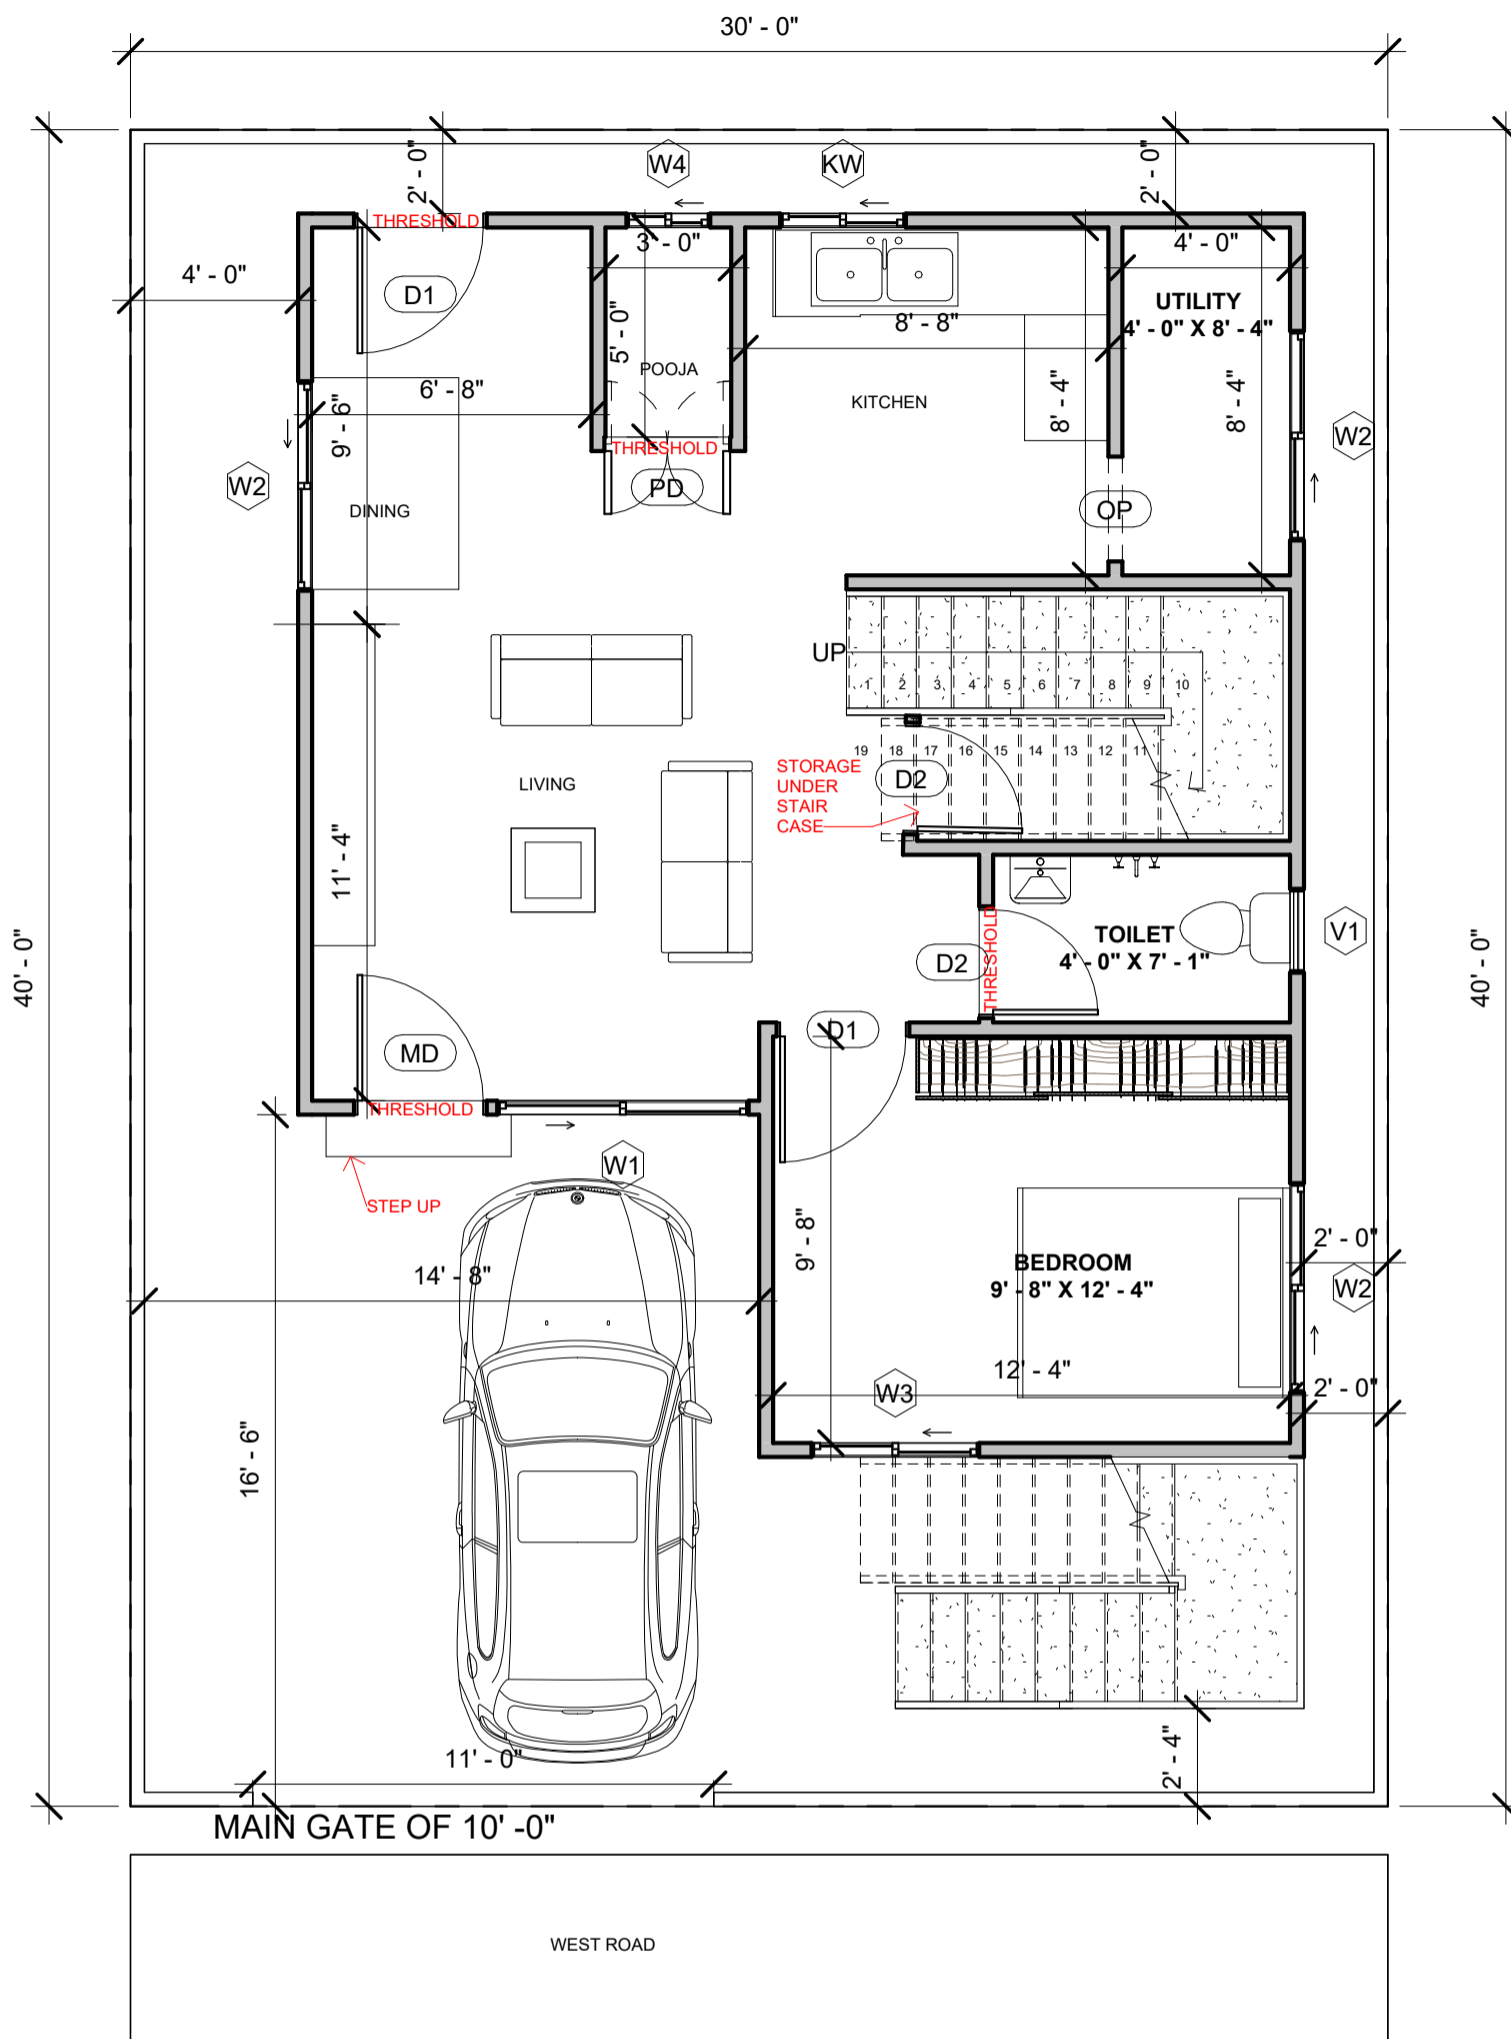 30' - 0"
2' - 0"
W4
KW
2' - 0"
THRESHOLD
3' - 0"
4' - 0"
4' - 0"
D1
UTILITY
4' - 0" X 8' - 4"
8' - 8"
5' - 0"
POOJA
6' - 8"
KITCHEN
8' - 4"
8' - 4"
9' - 6"
W2
THRESHOLD
W2
PD
DINING
OP
UP
1 2 3 4 5 6 7 8 9 10
19 18 17 16 15 14 13 12 11
STORAGE
UNDER
STAIR
CASE
D2
LIVING
11' - 4"
40' - 0"
40' - 0"
TOILET
4' - 0" X 7' - 1"
V1
D2
THRESHOLD
D1
MD
THRESHOLD
W1
STEP UP
9' - 8"
2' - 0"
BEDROOM
9' - 8" X 12' - 4"
14' - 8"
W2
12' - 4"
W3
2' - 0"
16' - 6"
11' - 0"
2' - 4"
MAIN GATE OF 10' -0"
WEST ROAD